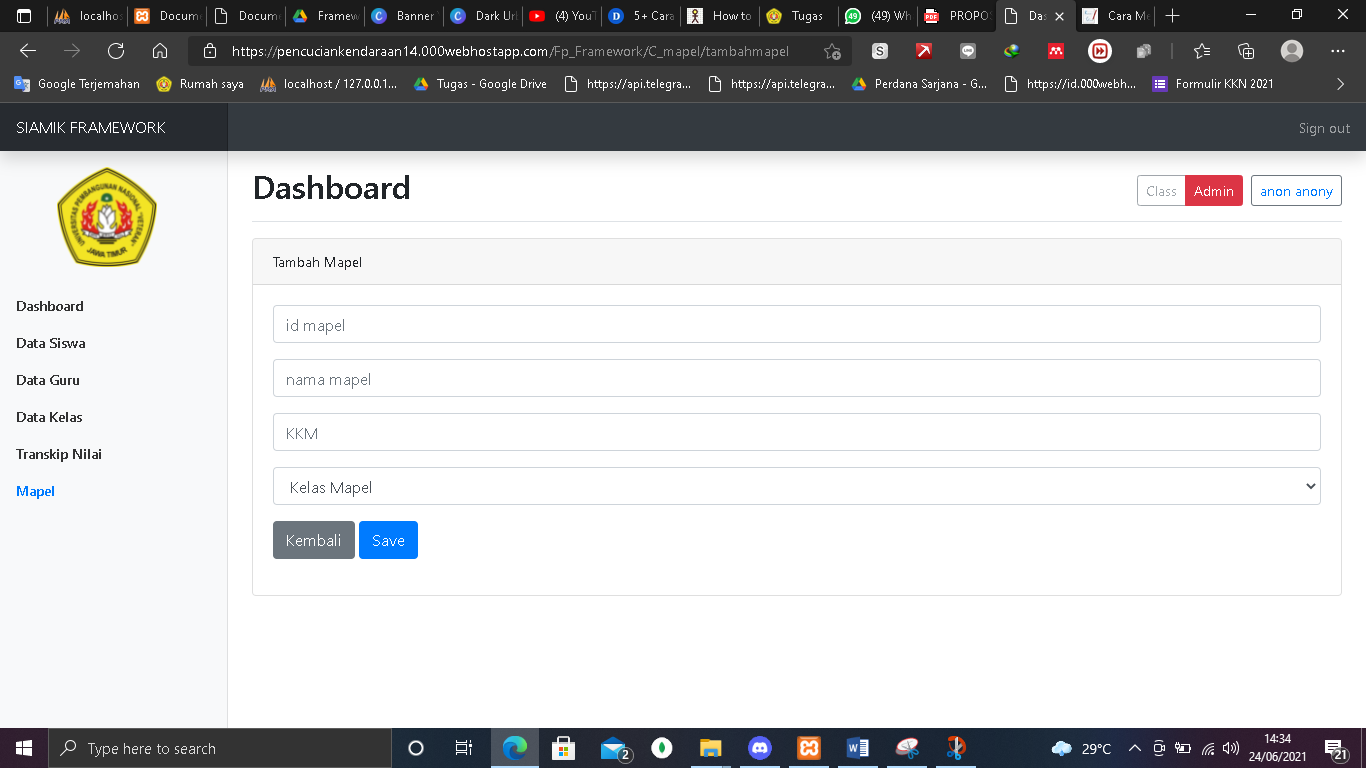 localhos
Docum
Docume
Framew
Banner
Dark Ur
(4) YouT
5+ Cara
How to
Tugas
(49) Wh
PROPO
Da
Cara Me
https://pencuciankendaraan14.000webhostapp.com/Fp_Framework/C_mapel/tambahmapel
Google Terjemahan
Rumah saya
localhost / 127.0.0.1...
Tugas - Google Drive
https://api.telegra...
https://api.telegra...
Perdana Sarjana - G...
https://id.000webh...
Formulir KKN 2021
SIAMIK FRAMEWORK
Sign out
UNIVERSITAS PEMBANGUNAN NASIONAL "VETERAN"
JAWA TIMUR
Dashboard
Class
Admin
anon anony
Tambah Mapel
id mapel
nama mapel
KKM
Kelas Mapel
Kembali
Save
Dashboard
Data Siswa
Data Guru
Data Kelas
Transkip Nilai
Mapel
Type here to search
2
29°C
14:34
24/06/2021
21